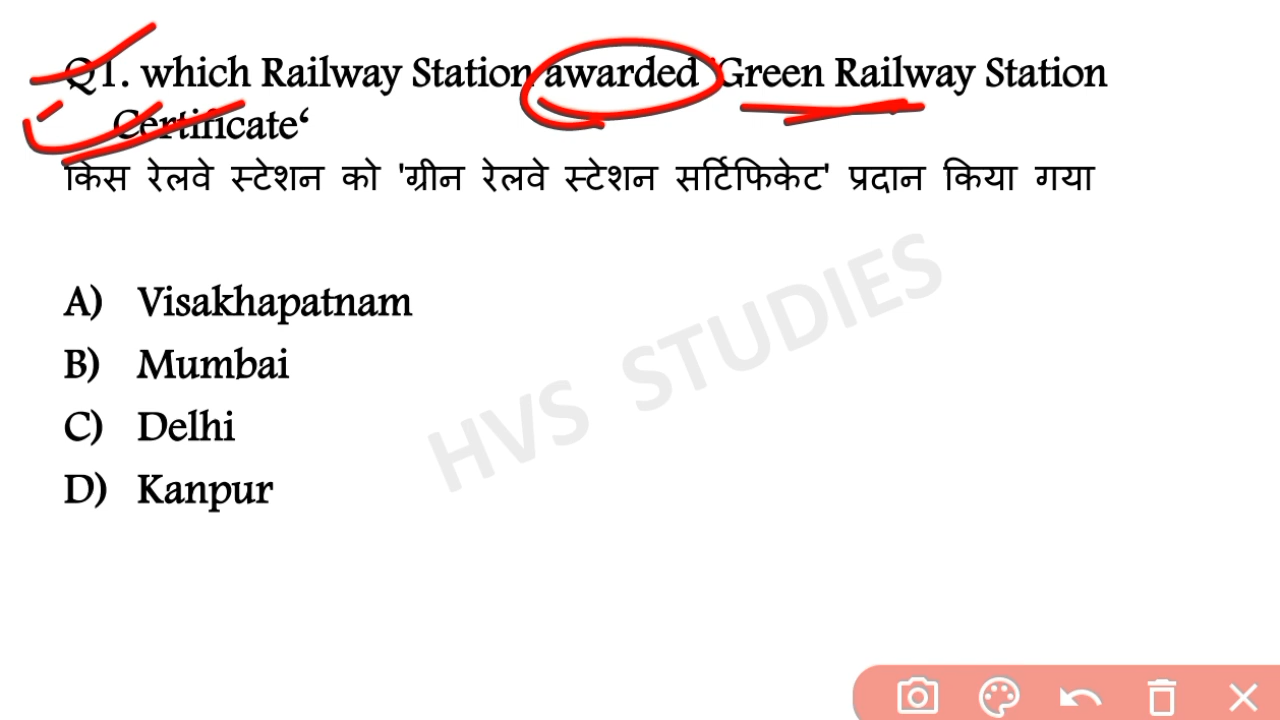 Q1. which Railway Station awarded 'Green Railway Station
Certificate‘
किस रेलवे स्टेशन को 'ग्रीन रेलवे स्टेशन सर्टिफिकेट' प्रदान किया गया
A) Visakhapatnam
B) Mumbai
C) Delhi
D) Kanpur
HVS STUDIES